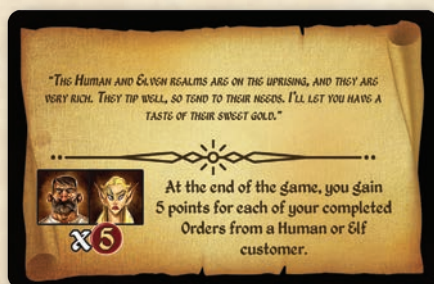 "The Human and Elven realms are on the uprising, and they are
very rich. They tip well, so tend to their needs. I'll let you have a
taste of their sweet gold."
At the end of the game, you gain
5 points for each of your completed
Orders from a Human or Elf
customer.
x5